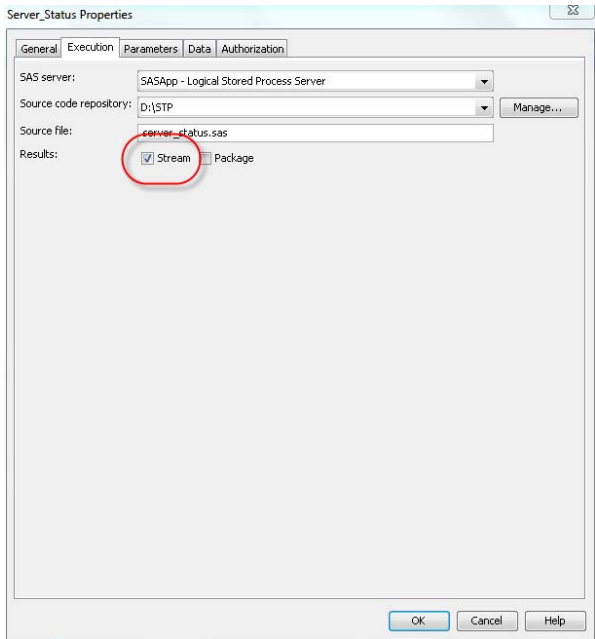 Server_Status Properties
General Execution Parameters Data Authorization
SAS server: SASApp - Logical Stored Process Server
Source code repository: D:\STP Manage...
Source file: server_status.sas
Results: Stream Package
OK Cancel Help